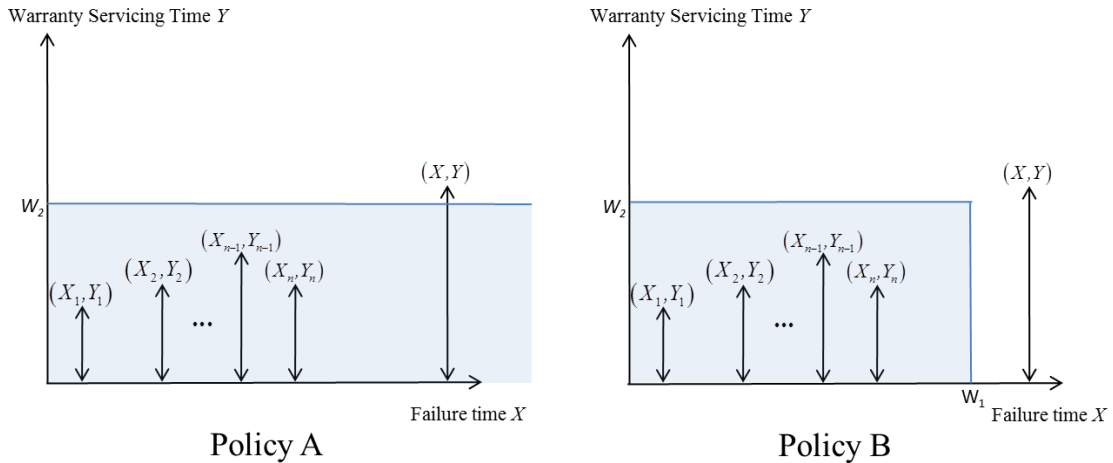 Warranty Servicing Time Y
W₂
(X₁,Y₁)
(X₂,Y₂)
...
(Xₙ₋₁,Yₙ₋₁)
(Xₙ,Yₙ)
(X,Y)
Failure time X
Policy A
Warranty Servicing Time Y
W₂
(X₁,Y₁)
(X₂,Y₂)
...
(Xₙ₋₁,Yₙ₋₁)
(Xₙ,Yₙ)
(X,Y)
W₁
Failure time X
Policy B